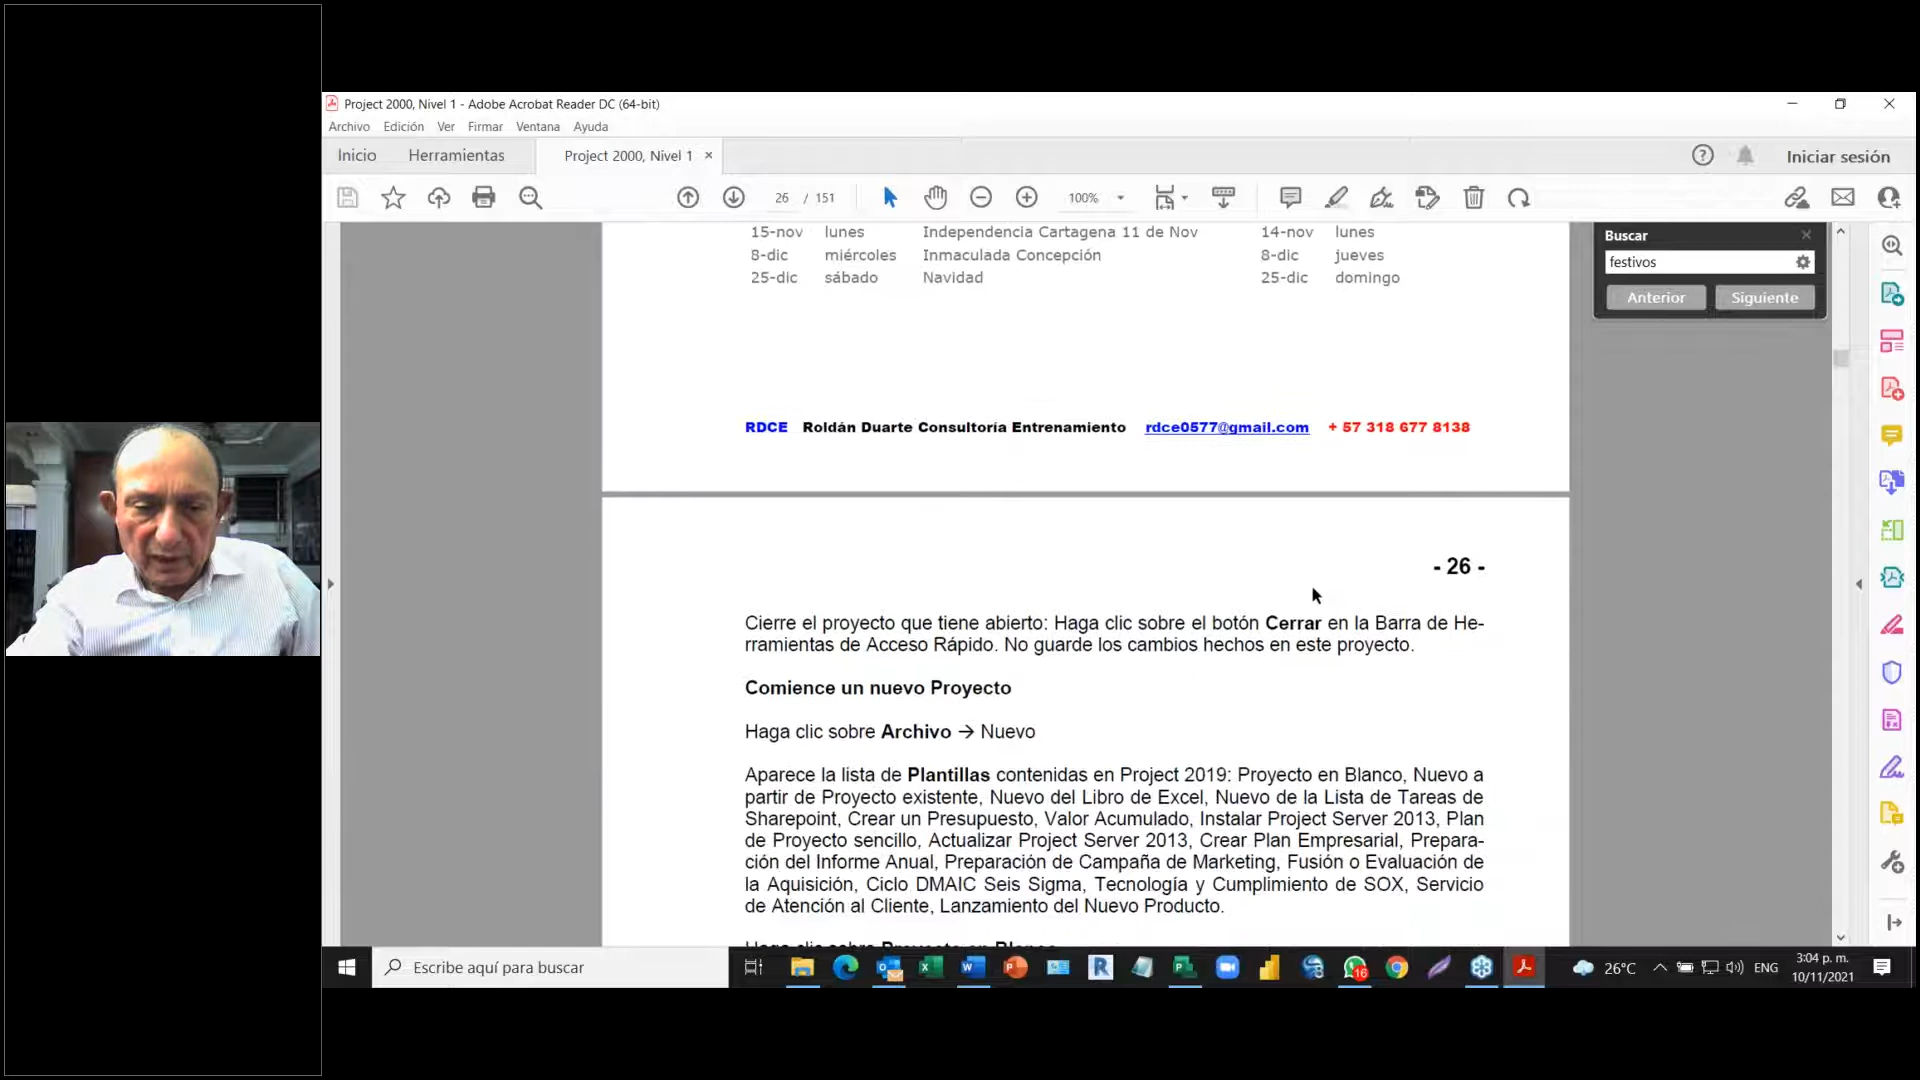 Project 2000, Nivel 1 - Adobe Acrobat Reader DC (64-bit)
Archivo Edición Ver Firmar Ventana Ayuda
Inicio Herramientas Project 2000, Nivel 1 × Iniciar sesión
26 / 151 100%
15-nov lunes Independencia Cartagena 11 de Nov 14-nov lunes
8-dic miércoles Inmaculada Concepción 8-dic jueves
25-dic sábado Navidad 25-dic domingo
Buscar
festivos
Anterior Siguiente
RDCE Roldán Duarte Consultoría Entrenamiento rdce0577@gmail.com + 57 318 677 8138
- 26 -
Cierre el proyecto que tiene abierto: Haga clic sobre el botón Cerrar en la Barra de He-
rramientas de Acceso Rápido. No guarde los cambios hechos en este proyecto.
Comience un nuevo Proyecto
Haga clic sobre Archivo → Nuevo
Aparece la lista de Plantillas contenidas en Project 2019: Proyecto en Blanco, Nuevo a
partir de Proyecto existente, Nuevo del Libro de Excel, Nuevo de la Lista de Tareas de
Sharepoint, Crear un Presupuesto, Valor Acumulado, Instalar Project Server 2013, Plan
de Proyecto sencillo, Actualizar Project Server 2013, Crear Plan Empresarial, Prepara-
ción del Informe Anual, Preparación de Campaña de Marketing, Fusión o Evaluación de
la Aquisición, Ciclo DMAIC Seis Sigma, Tecnología y Cumplimiento de SOX, Servicio
de Atención al Cliente, Lanzamiento del Nuevo Producto.
Haga clic sobre Proyecto en Blanco
Escribe aquí para buscar
16
26°C ENG
3:04 p. m.
10/11/2021